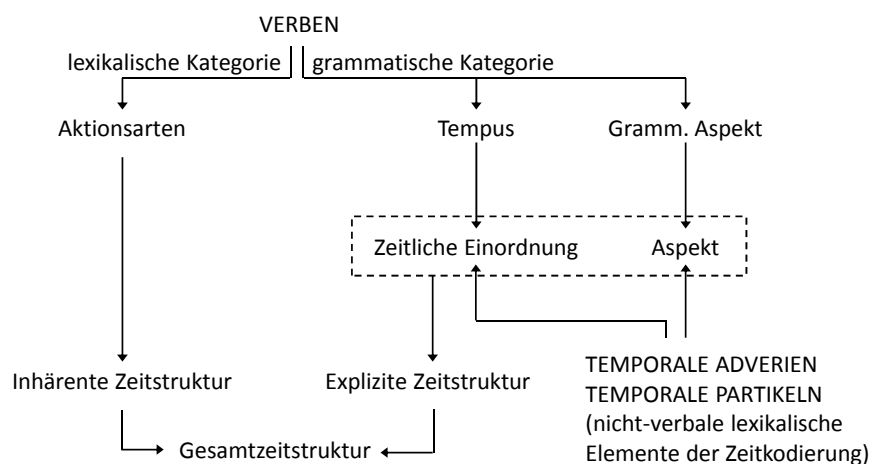 VERBEN
lexikalische Kategorie
grammatische Kategorie
Aktionsarten
Tempus
Gramm. Aspekt
Zeitliche Einordnung
Aspekt
Inhärente Zeitstruktur
Explizite Zeitstruktur
TEMPORALE ADVERIEN
TEMPORALE PARTIKELN
(nicht-verbale lexikalische
Elemente der Zeitkodierung)
Gesamtzeitstruktur